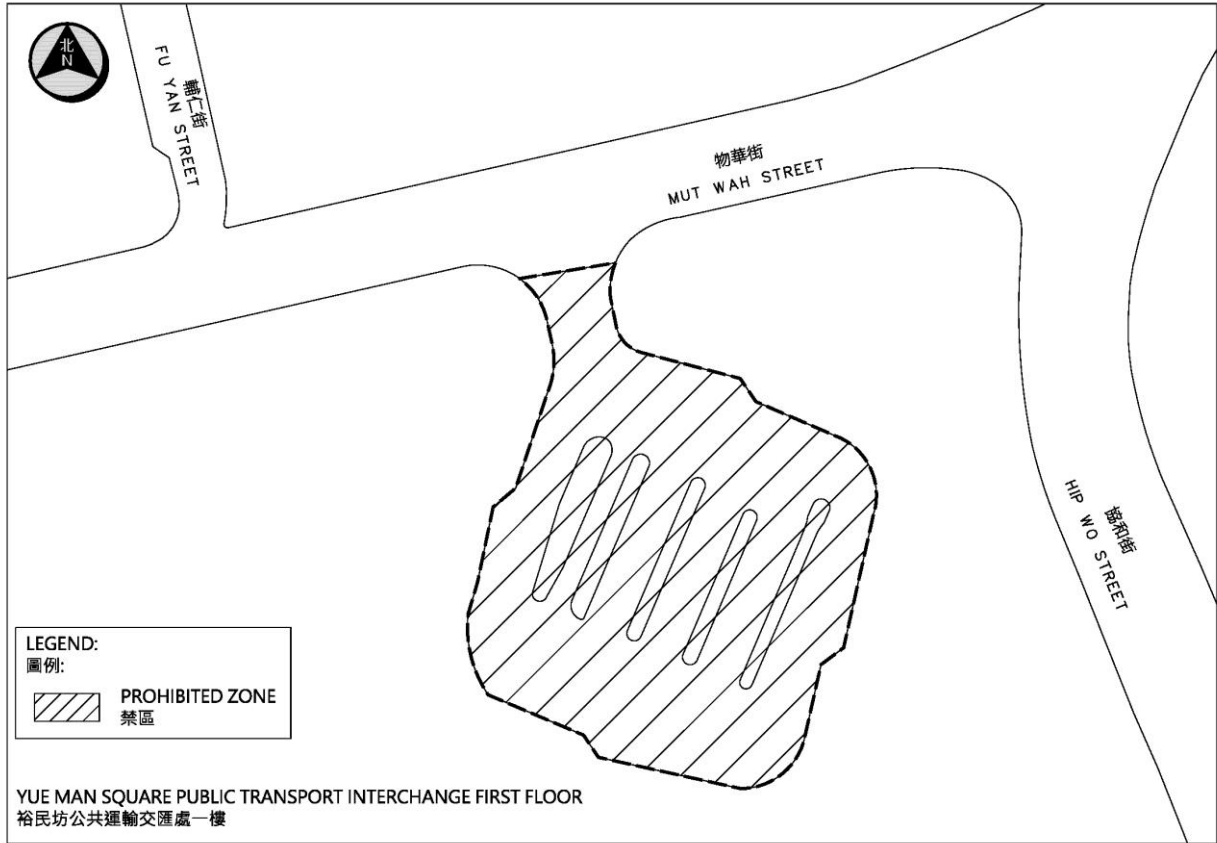 北
N
輔仁街
FU YAN STREET
物華街
MUT WAH STREET
協和街
HIP WO STREET
LEGEND:
圖例:
PROHIBITED ZONE
禁區
YUE MAN SQUARE PUBLIC TRANSPORT INTERCHANGE FIRST FLOOR
裕民坊公共運輸交匯處一樓